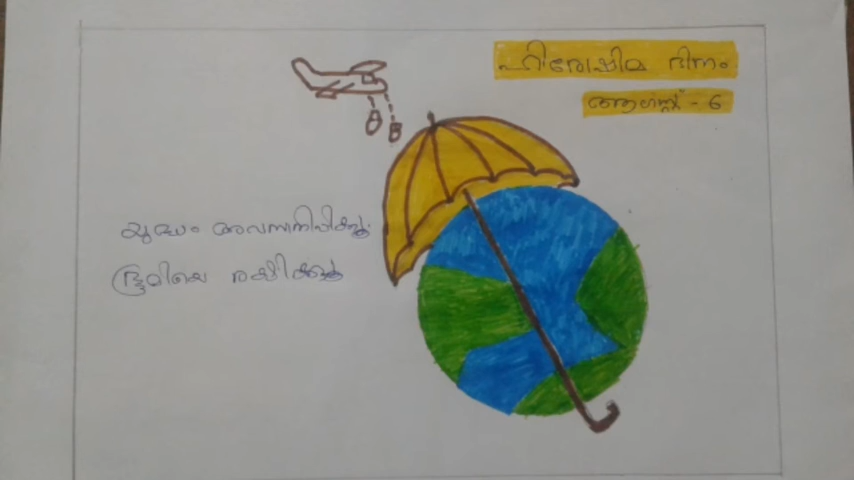 ഹിരോഷിമ ദിനം
ആഗസ്റ്റ് - 6
യുദ്ധം അവസാനിപ്പിക്കൂ
ഭൂമിയെ രക്ഷിക്കൂ